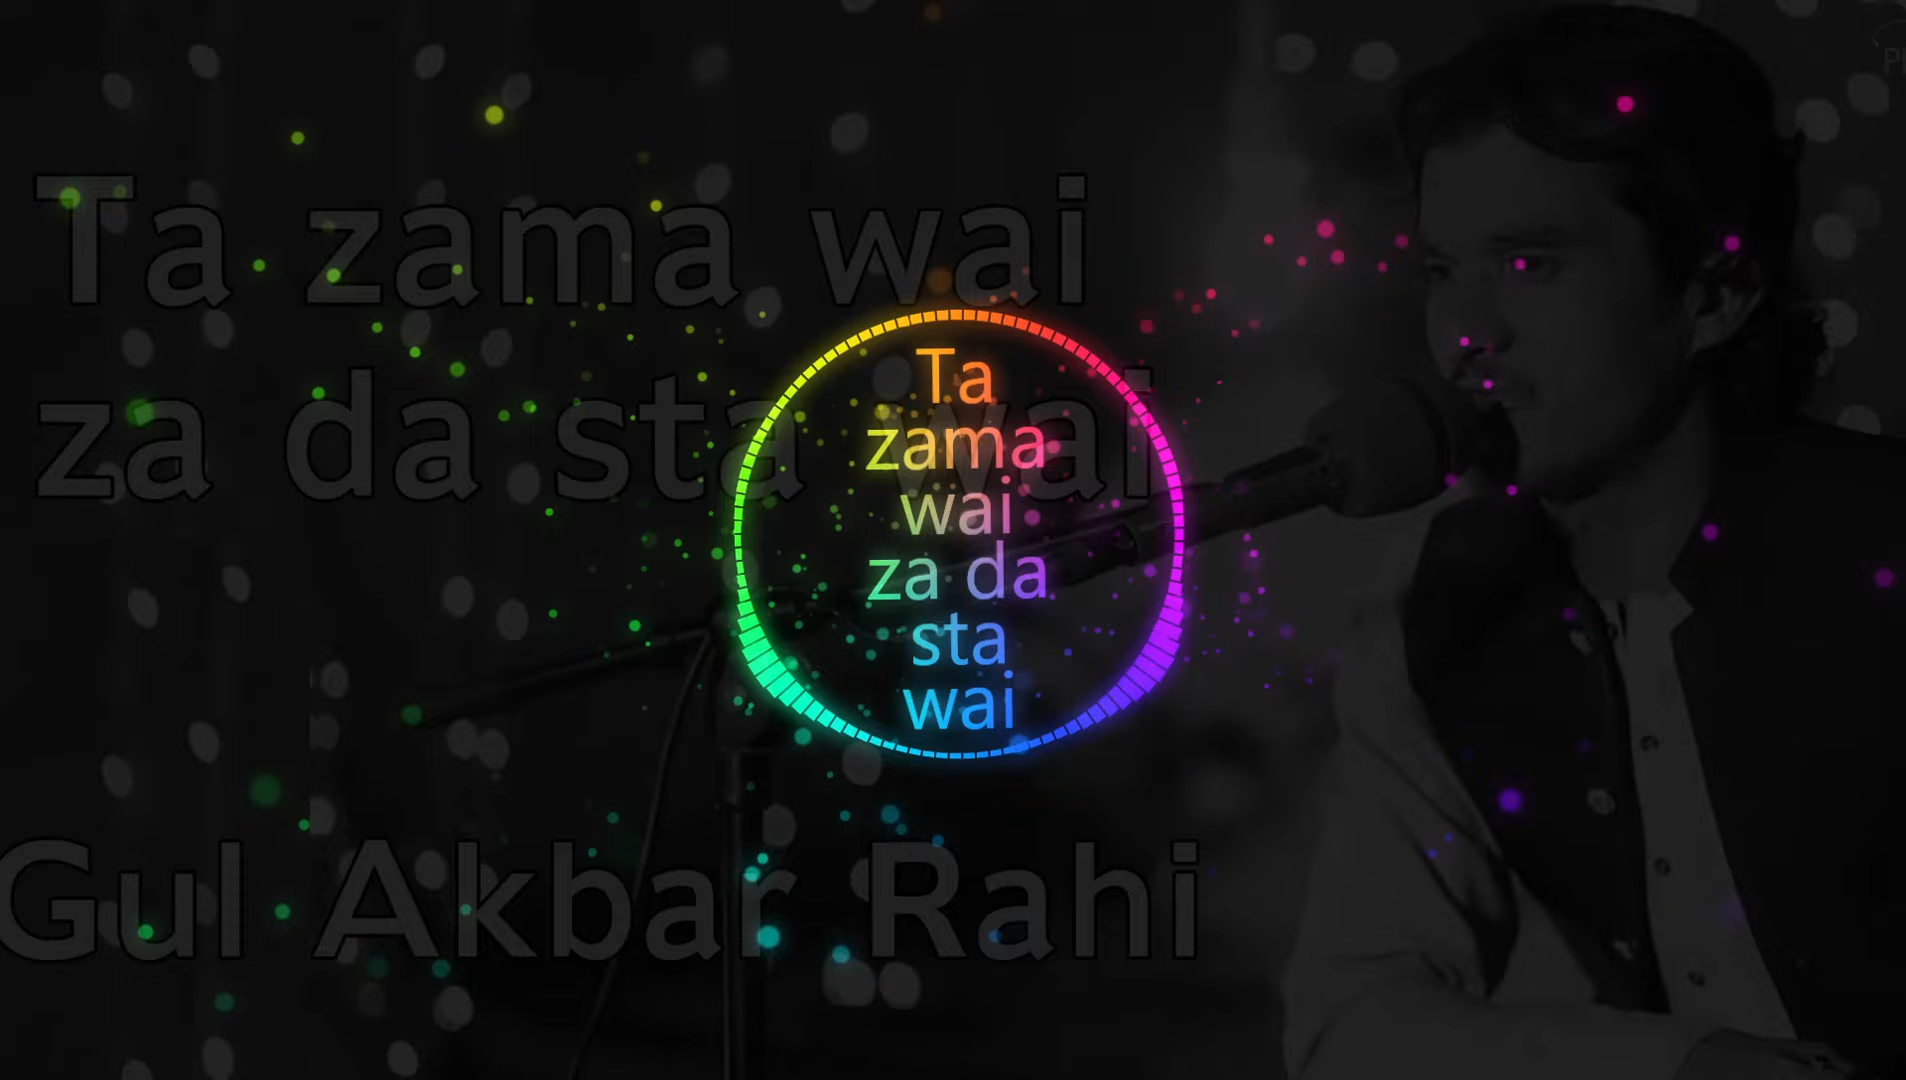 Ta zama wai
za da sta wai
Ta
zama
wai
za da
sta
wai
Gul Akbar Rahi